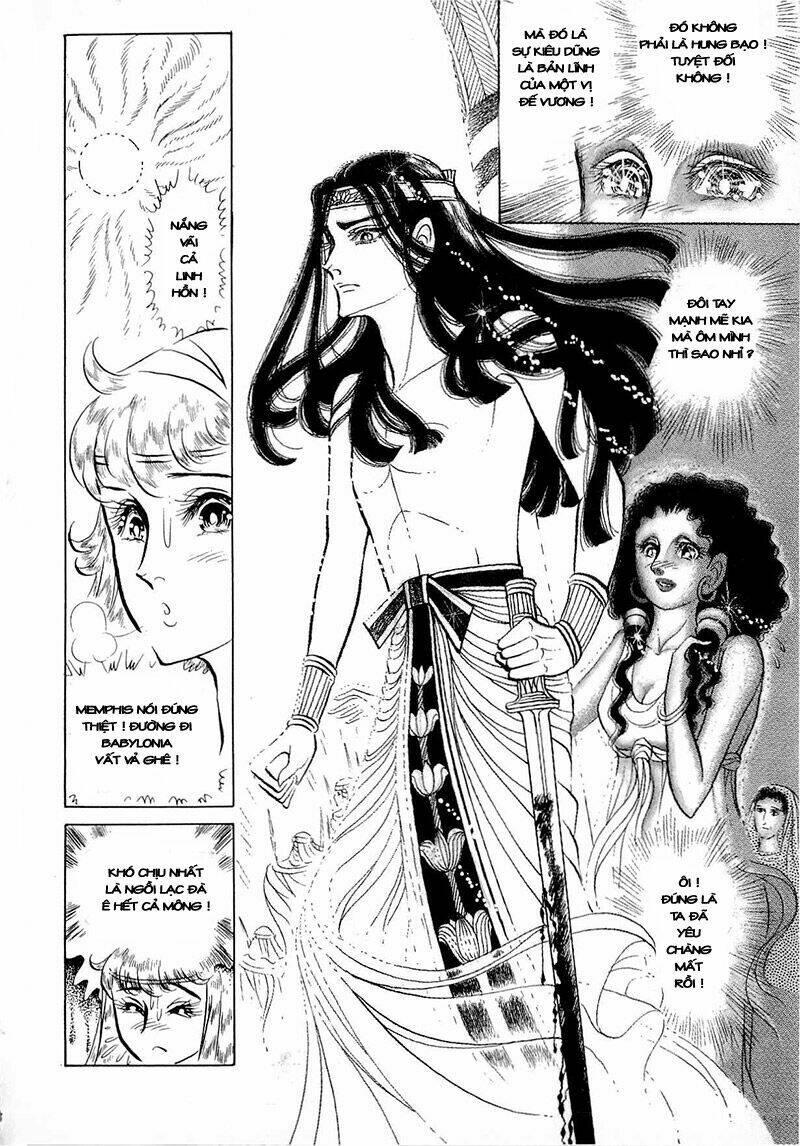 ĐÓ KHÔNG
PHẢI LÀ HUNG BẠO !
TUYỆT ĐỐI
KHÔNG !
MÀ ĐÓ LÀ
SỰ KIÊU DŨNG
LÀ BẢN LĨNH
CỦA MỘT VỊ
ĐẾ VƯƠNG !
ĐÔI TAY
MẠNH MẼ KIA
MÀ ÔM MÌNH
THÌ SAO NHỈ ?
ÔI !
ĐÚNG LÀ
TA ĐÃ
YÊU
CHÀNG
MẤT
RỒI !
NẮNG
VÃI
CẢ
LINH
HỒN !
MEMPHIS NÓI ĐÚNG
THIỆT ! ĐƯỜNG ĐI
BABYLONIA
VẤT VẢ GHÊ !
KHÓ CHỊU NHẤT
LÀ NGỒI LẠC ĐÀ
Ê HẾT CẢ MÔNG !